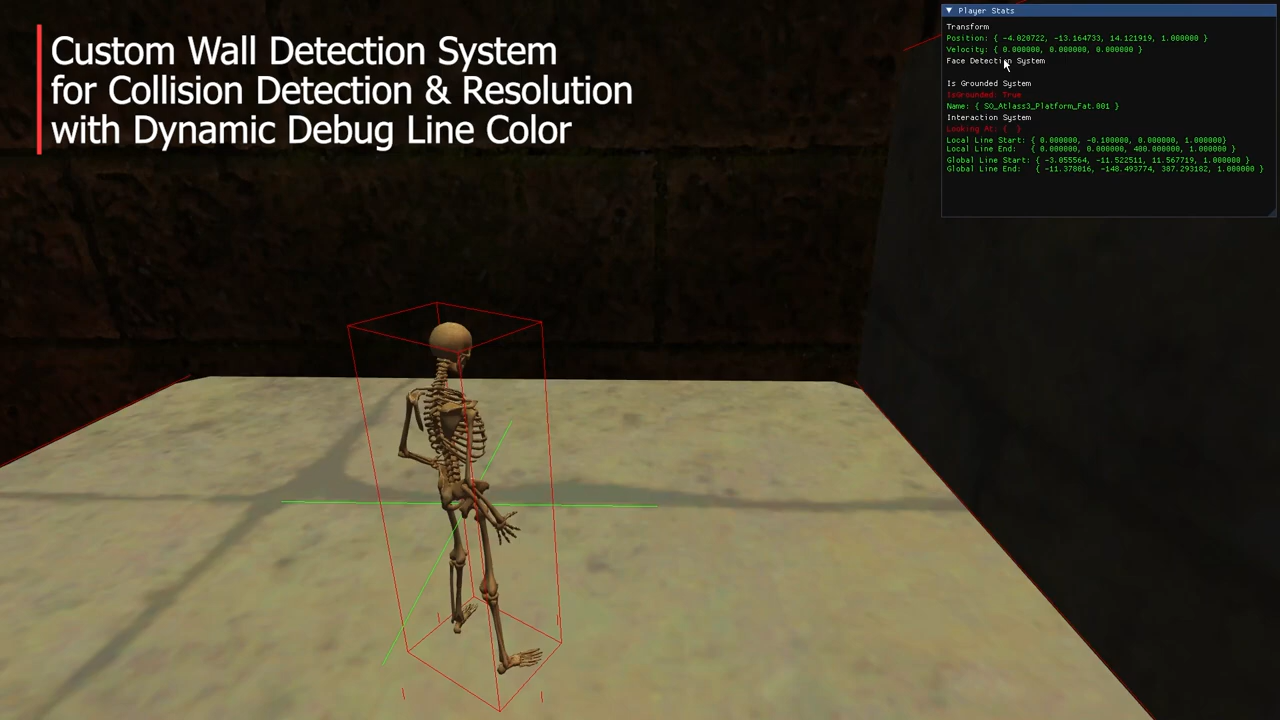 Custom Wall Detection System
for Collision Detection & Resolution
with Dynamic Debug Line Color
Player Stats
Transform
Position: { -4.020722, -13.164733, 14.121919, 1.000000 }
Velocity: { 0.000000, 0.000000, 0.000000 }
Face Detection System
Is Grounded System
IsGrounded: True
Name: { SO_Atlass3_Platform_Fat.001 }
Interaction System
Looking At: { }
Local Line Start: { 0.000000, -0.100000, 0.000000, 1.000000}
Local Line End: { 0.000000, 0.000000, 400.000000, 1.000000 }
Global Line Start: { -3.055564, -11.522511, 11.567719, 1.000000 }
Global Line End: { -11.378016, -148.493774, 387.293182, 1.000000 }